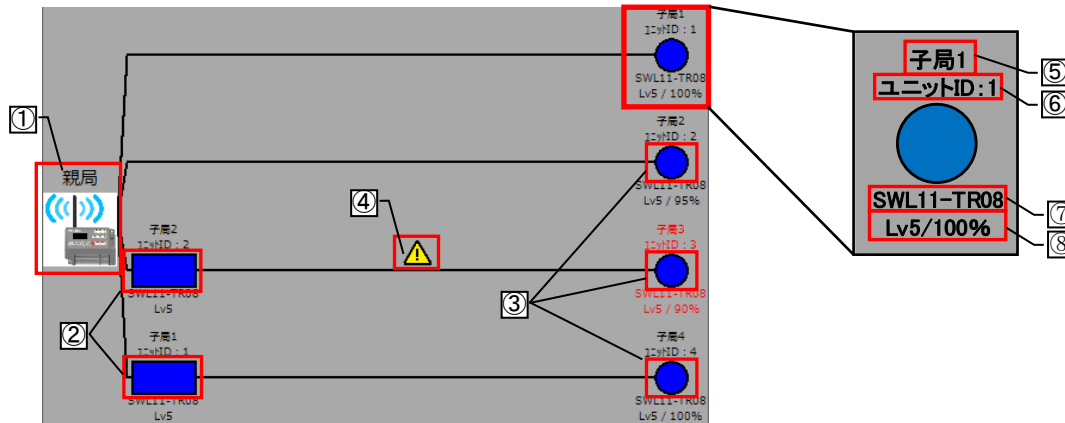 子局1
ユニットID : 1
SWL11-TR08
Lv5 / 100%
子局1
⑤
ユニットID:1
⑥
SWL11-TR08
⑦
Lv5/100%
⑧
①
親局
子局2
ユニットID : 2
SWL11-TR08
Lv5 / 95%
④
子局2
ユニットID : 2
SWL11-TR08
Lv5
子局3
ユニットID : 3
SWL11-TR08
Lv5 / 90%
③
②
子局1
ユニットID : 1
SWL11-TR08
Lv5
子局4
ユニットID : 4
SWL11-TR08
Lv5 / 100%